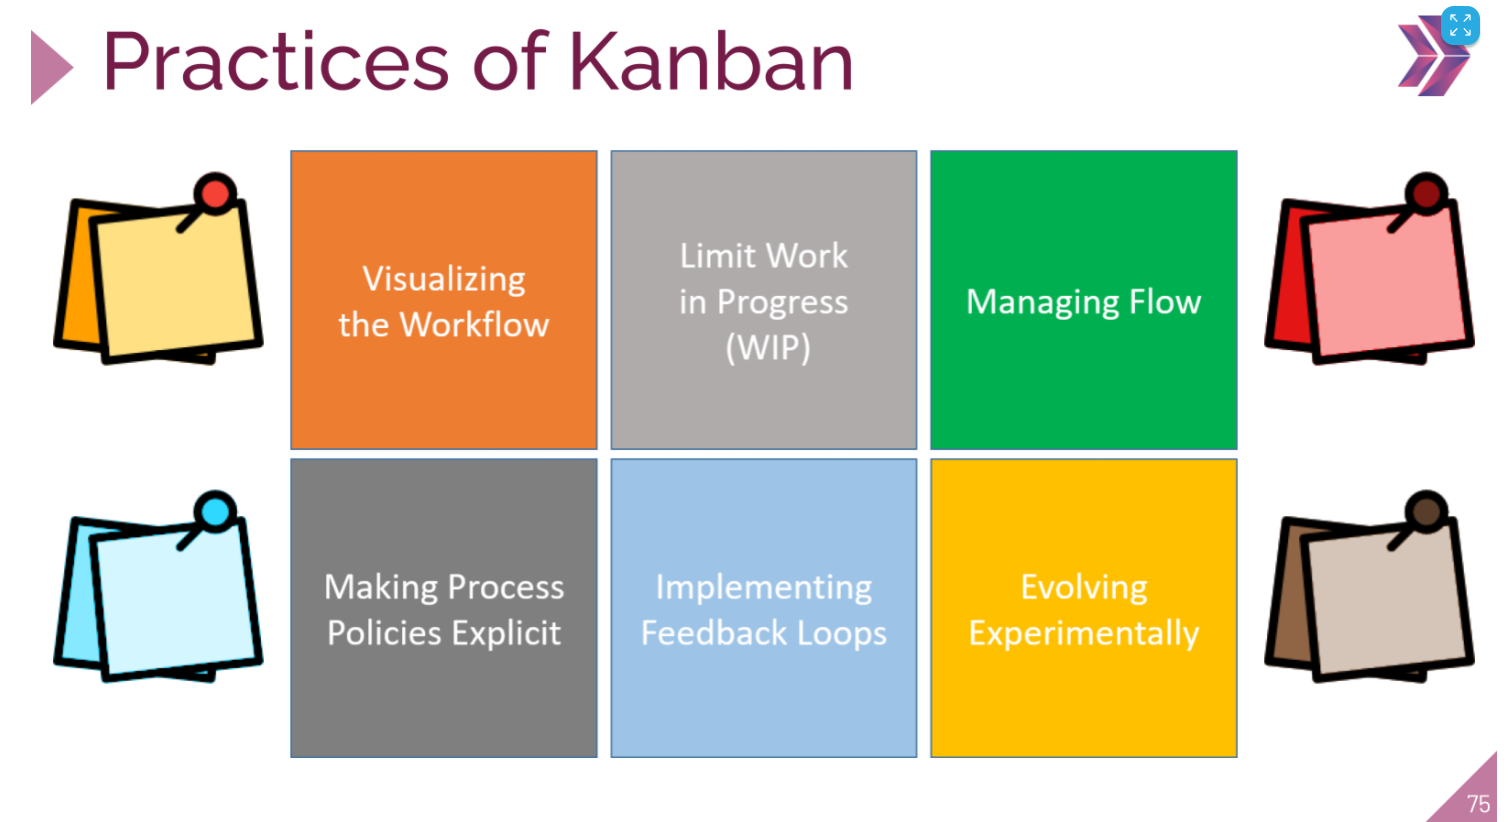 Practices of Kanban
Visualizing
the Workflow
Limit Work
in Progress
(WIP)
Managing Flow
Making Process
Policies Explicit
Implementing
Feedback Loops
Evolving
Experimentally
75